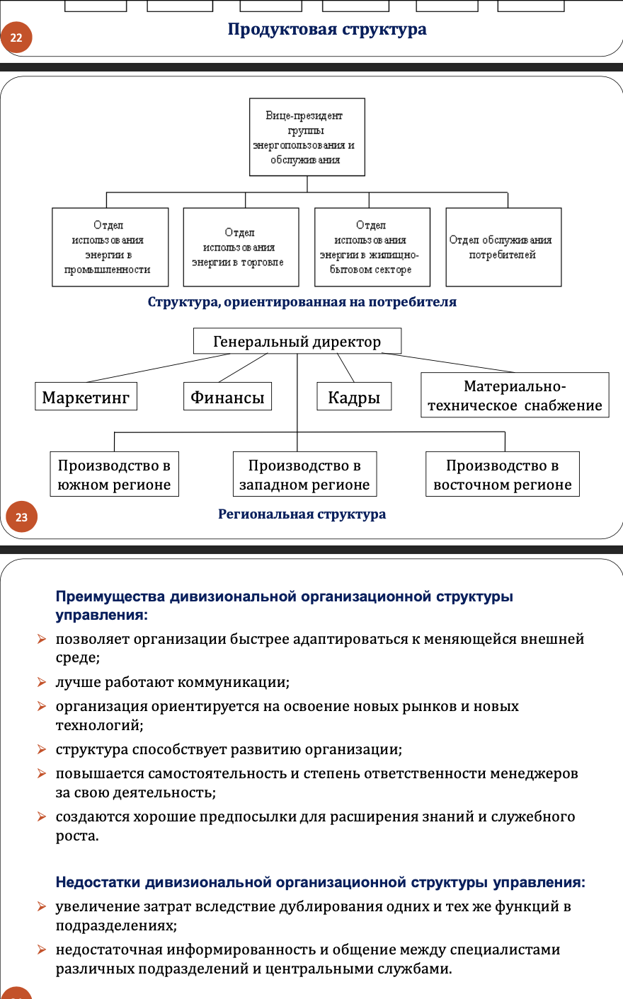 Продуктовая структура
22
Вице-президент
группы
энергопользования и
обслуживания
Отдел
использования
энергии в
промышленности
Отдел
использования
энергии в торговле
Отдел
использования
энергии в жилищно-
бытовом секторе
Отдел обслуживания
потребителей
Структура, ориентированная на потребителя
Генеральный директор
Маркетинг
Финансы
Кадры
Материально-
техническое снабжение
Производство в
южном регионе
Производство в
западном регионе
Производство в
восточном регионе
Региональная структура
23
Преимущества дивизиональной организационной структуры
управления:
позволяет организации быстрее адаптироваться к меняющейся внешней
среде;
лучше работают коммуникации;
организация ориентируется на освоение новых рынков и новых
технологий;
структура способствует развитию организации;
повышается самостоятельность и степень ответственности менеджеров
за свою деятельность;
создаются хорошие предпосылки для расширения знаний и служебного
роста.
Недостатки дивизиональной организационной структуры управления:
увеличение затрат вследствие дублирования одних и тех же функций в
подразделениях;
недостаточная информированность и общение между специалистами
различных подразделений и центральными службами.